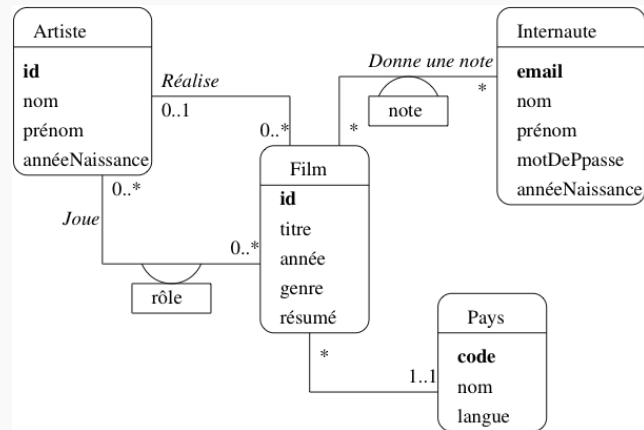 Artiste
id
nom
prénom
annéeNaissance
Réalise
0..1
0..*
Donne une note
*
note
*
Internaute
email
nom
prénom
motDePpasse
annéeNaissance
Film
id
titre
année
genre
résumé
0..*
Joue
0..*
rôle
*
1..1
Pays
code
nom
langue